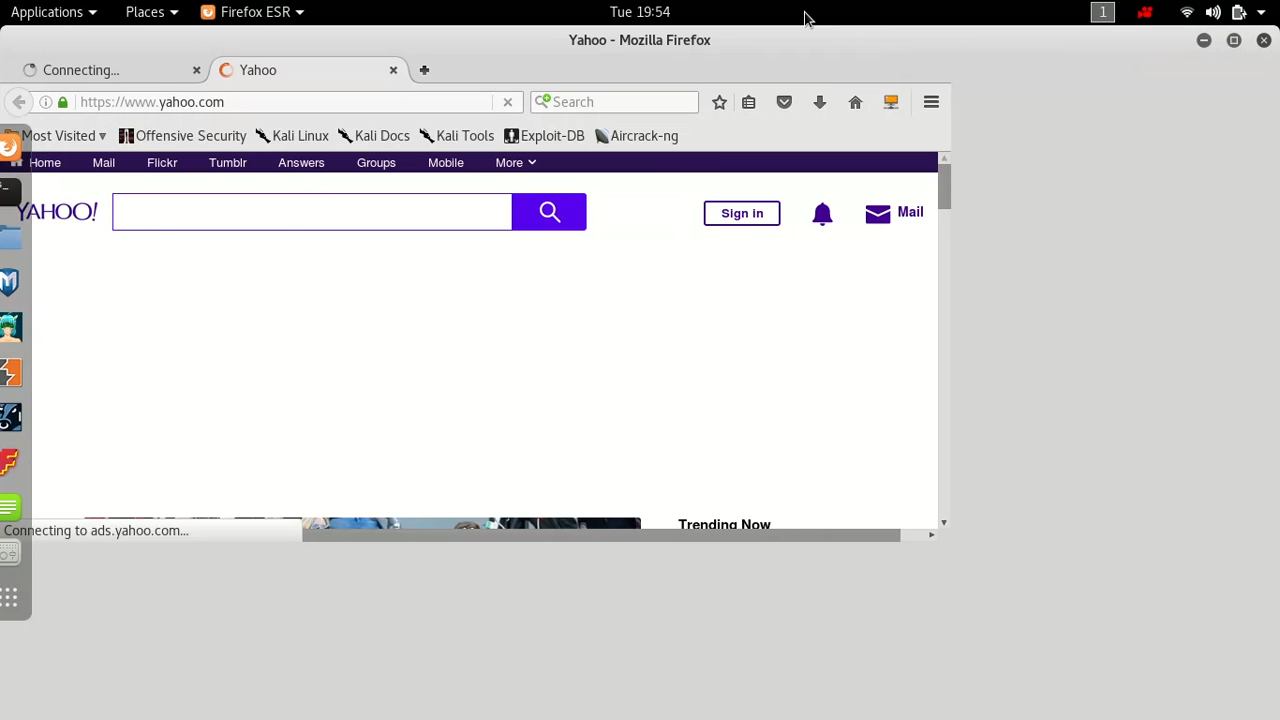 Applications Places Firefox ESR Tue 19:54 1
Yahoo - Mozilla Firefox
Connecting... Yahoo
https://www.yahoo.com Search
Most Visited Offensive Security Kali Linux Kali Docs Kali Tools Exploit-DB Aircrack-ng
Home Mail Flickr Tumblr Answers Groups Mobile More
YAHOO! Sign in Mail
Trending Now
Connecting to ads.yahoo.com...